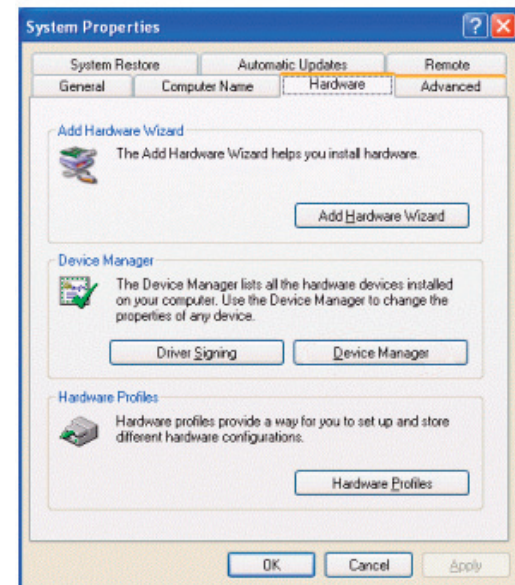 System Properties
System Restore Automatic Updates Remote
General Computer Name Hardware Advanced
Add Hardware Wizard
The Add Hardware Wizard helps you install hardware.
Add Hardware Wizard
Device Manager
The Device Manager lists all the hardware devices installed
on your computer. Use the Device Manager to change the
properties of any device.
Driver Signing Device Manager
Hardware Profiles
Hardware profiles provide a way for you to set up and store
different hardware configurations.
Hardware Profiles
OK Cancel Apply